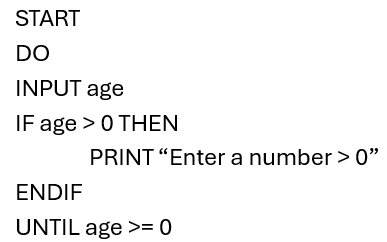 START
DO
INPUT age
IF age > 0 THEN
PRINT “Enter a number > 0”
ENDIF
UNTIL age >= 0